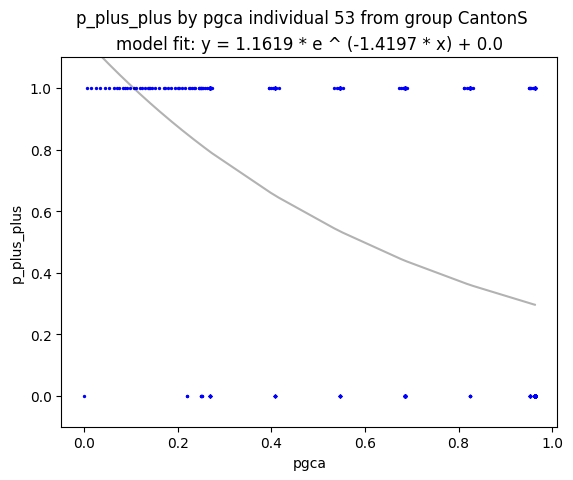 p_plus_plus by pgca individual 53 from group CantonS
model fit: y = 1.1619 * e ^ (-1.4197 * x) + 0.0
1.0
0.8
0.6
0.4
0.2
0.0
p_plus_plus
0.0 0.2 0.4 0.6 0.8 1.0
pgca